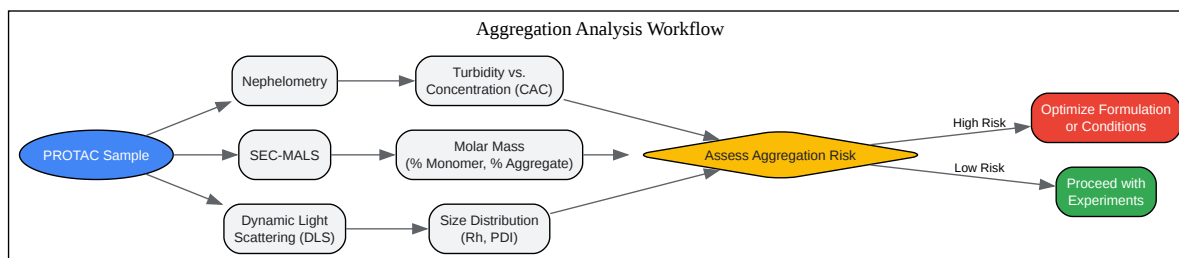 Aggregation Analysis Workflow
Nephelometry
Turbidity vs.
Concentration (CAC)
PROTAC Sample
SEC-MALS
Molar Mass
(% Monomer, % Aggregate)
Dynamic Light
Scattering (DLS)
Size Distribution
(Rh, PDI)
Assess Aggregation Risk
High Risk
Optimize Formulation
or Conditions
Low Risk
Proceed with
Experiments